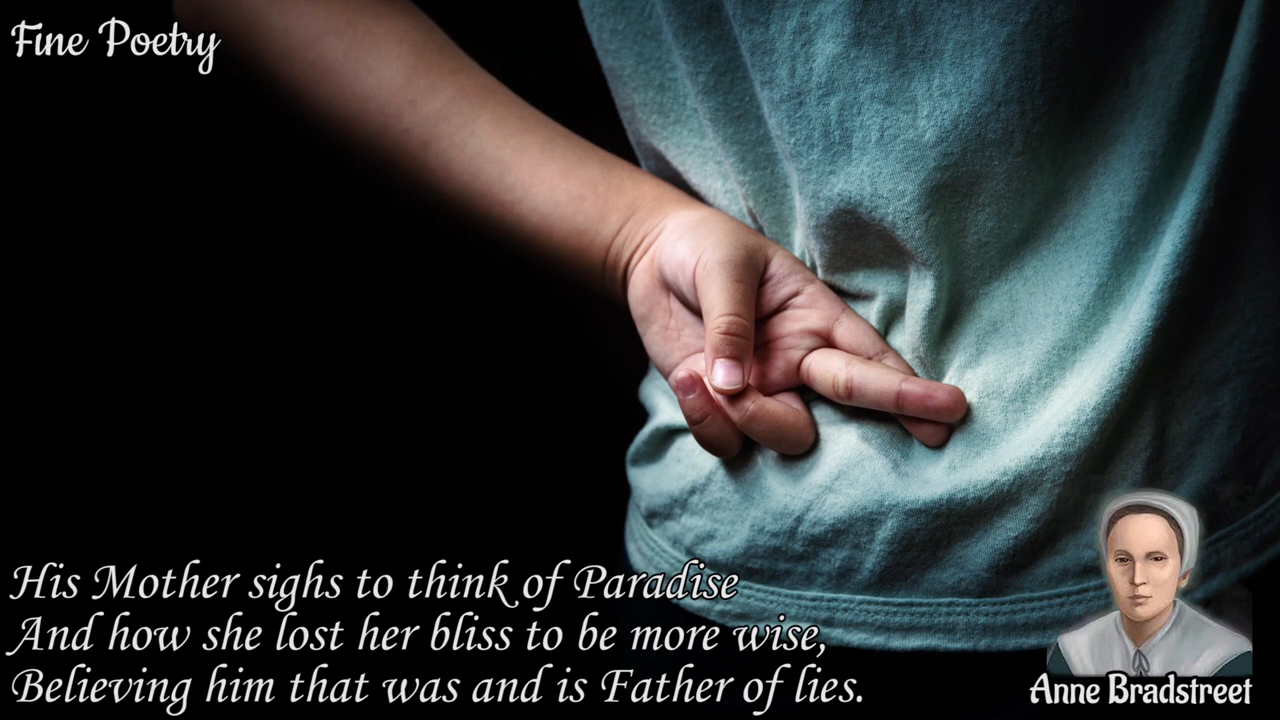 Fine Poetry
His Mother sighs to think of Paradise
And how she lost her bliss to be more wise,
Believing him that was and is Father of lies.
Anne Bradstreet